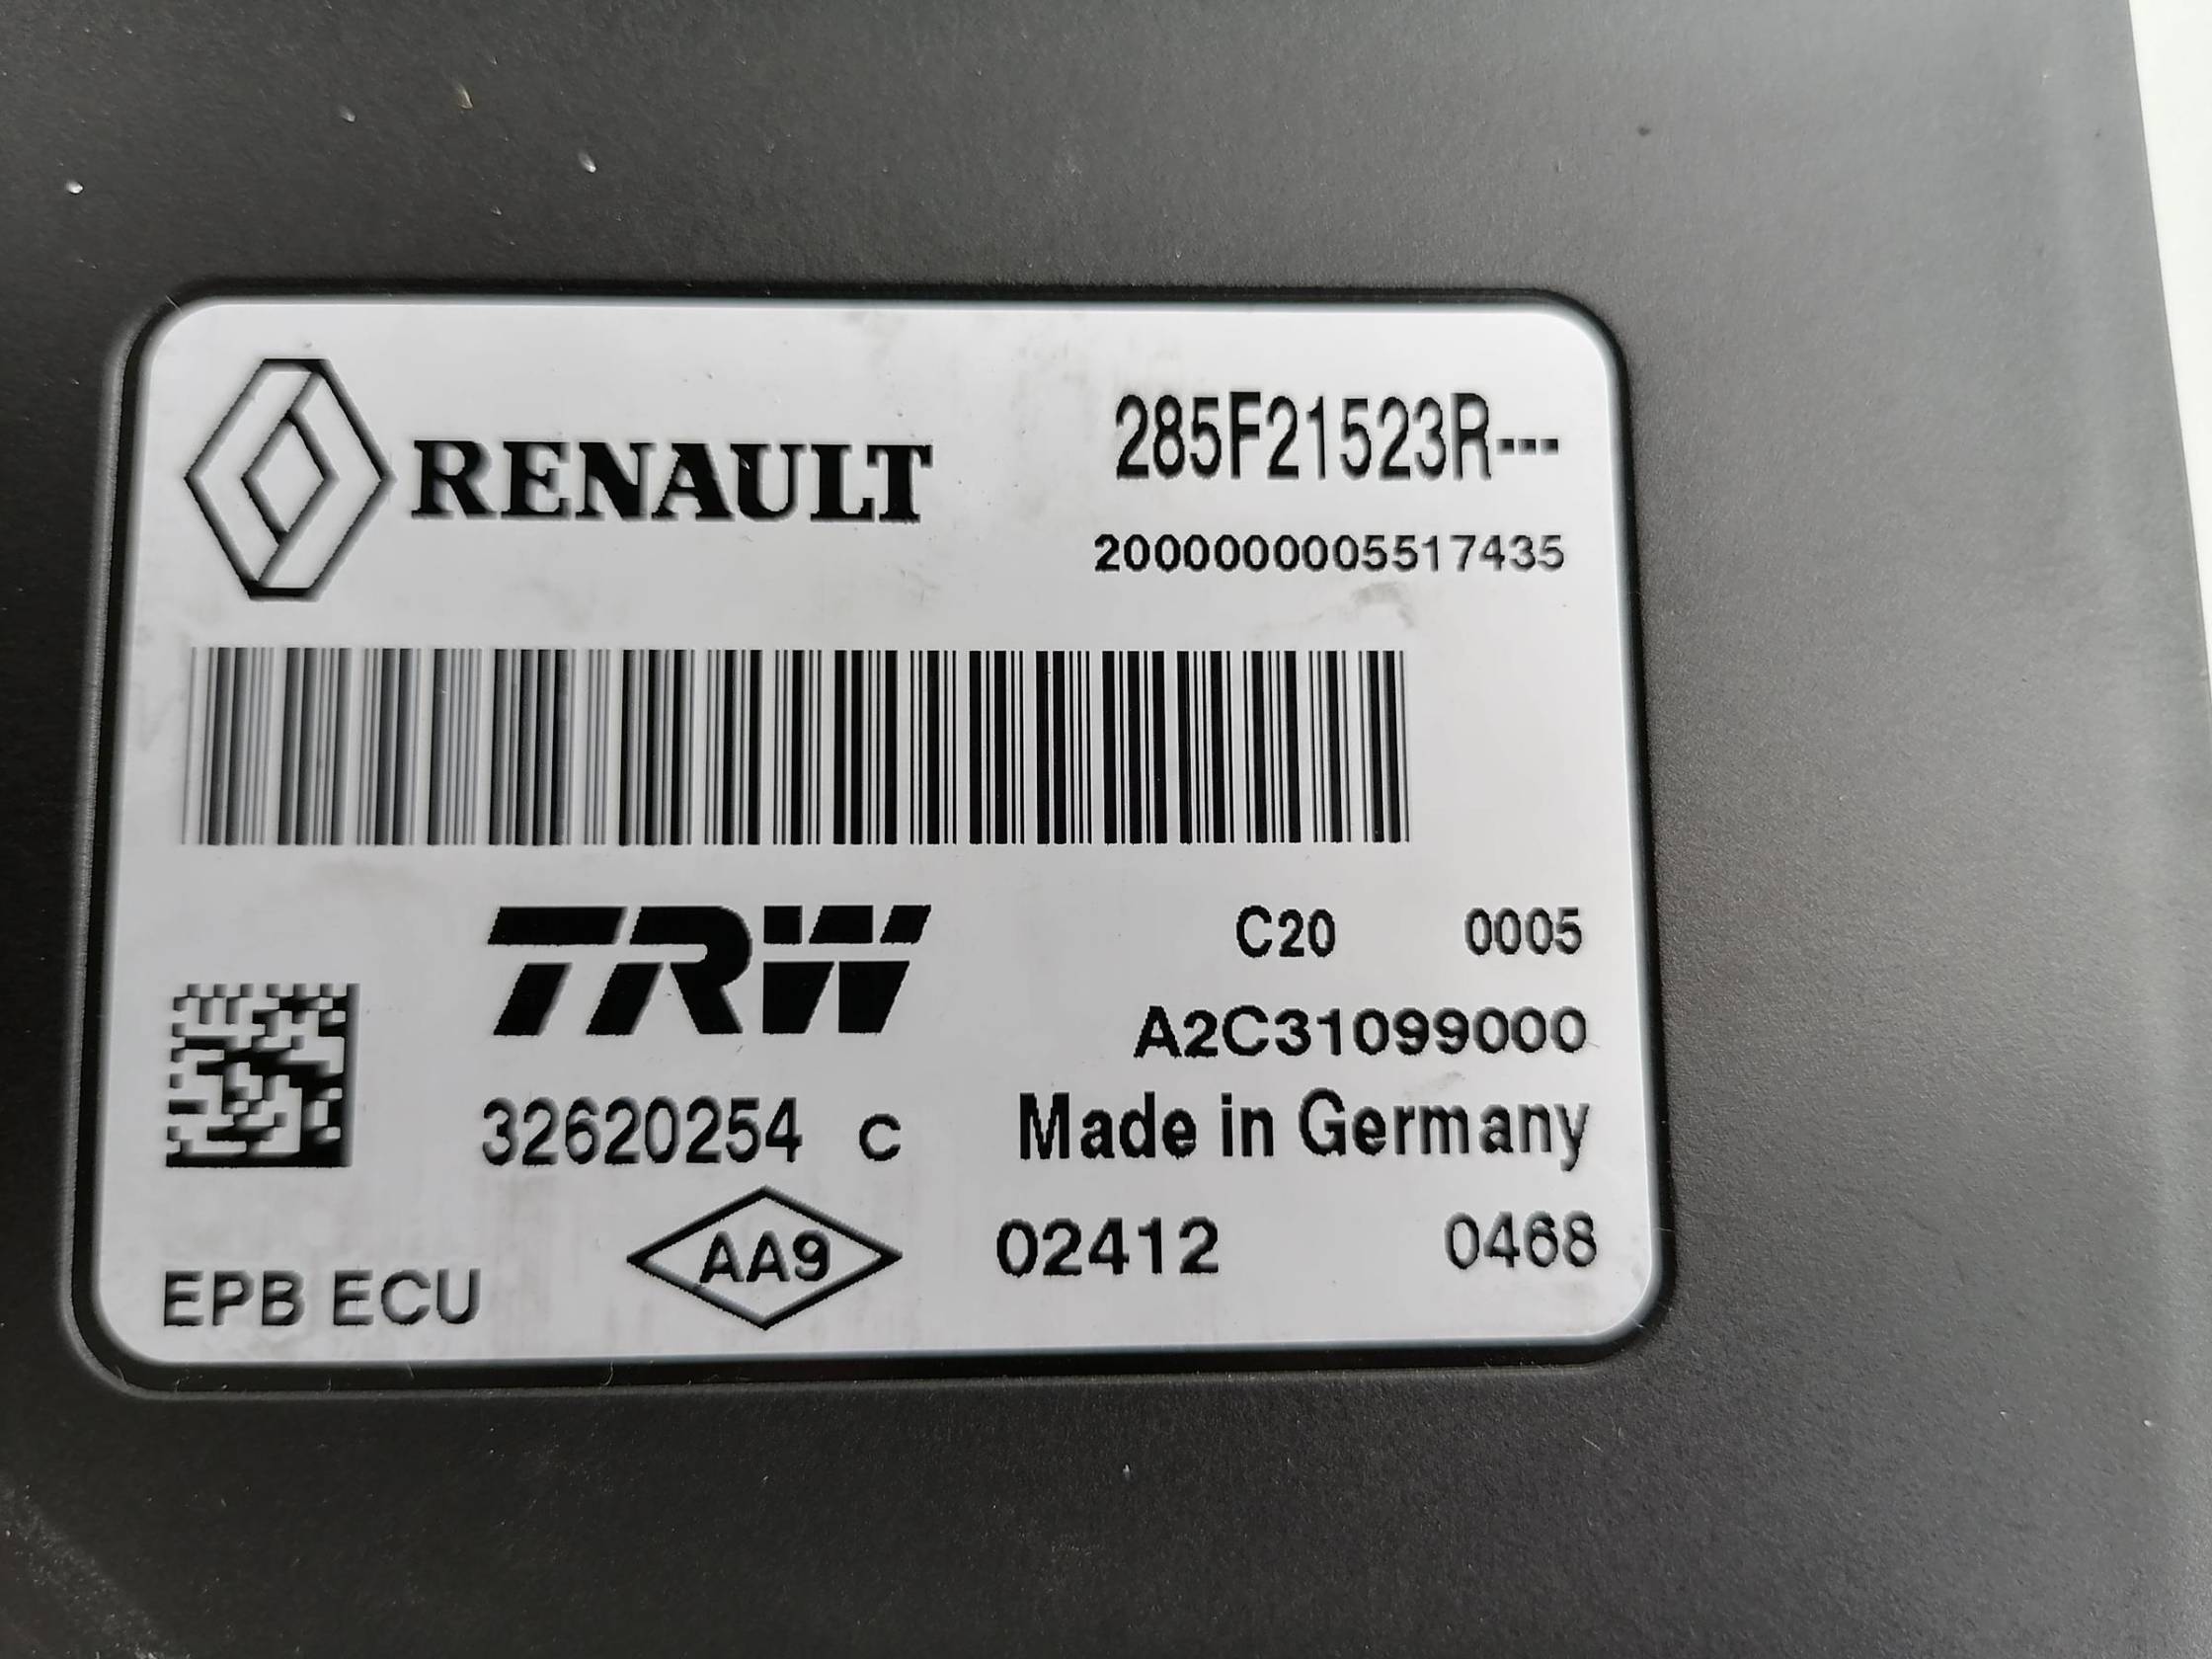 RENAULT
285F21523R---
2000000005517435
TRW
C20 0005
A2C31099000
32620254 C
Made in Germany
AA9
02412 0468
EPB ECU